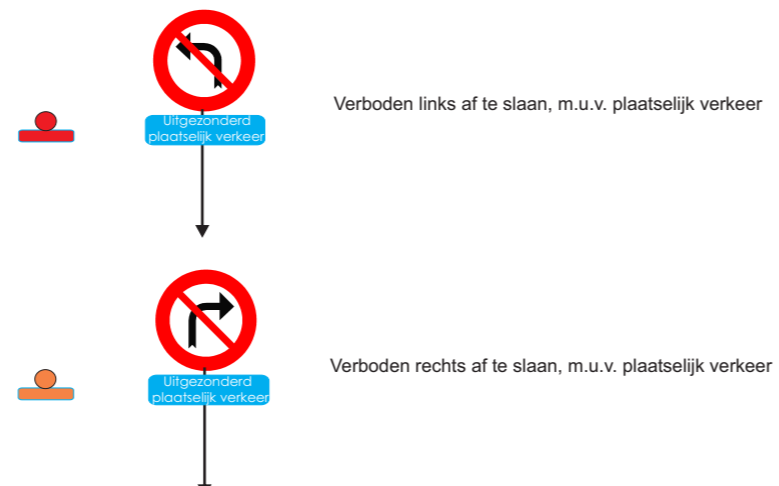 Uitgezonderd
plaatselijk verkeer
Verboden links af te slaan, m.u.v. plaatselijk verkeer
Uitgezonderd
plaatselijk verkeer
Verboden rechts af te slaan, m.u.v. plaatselijk verkeer